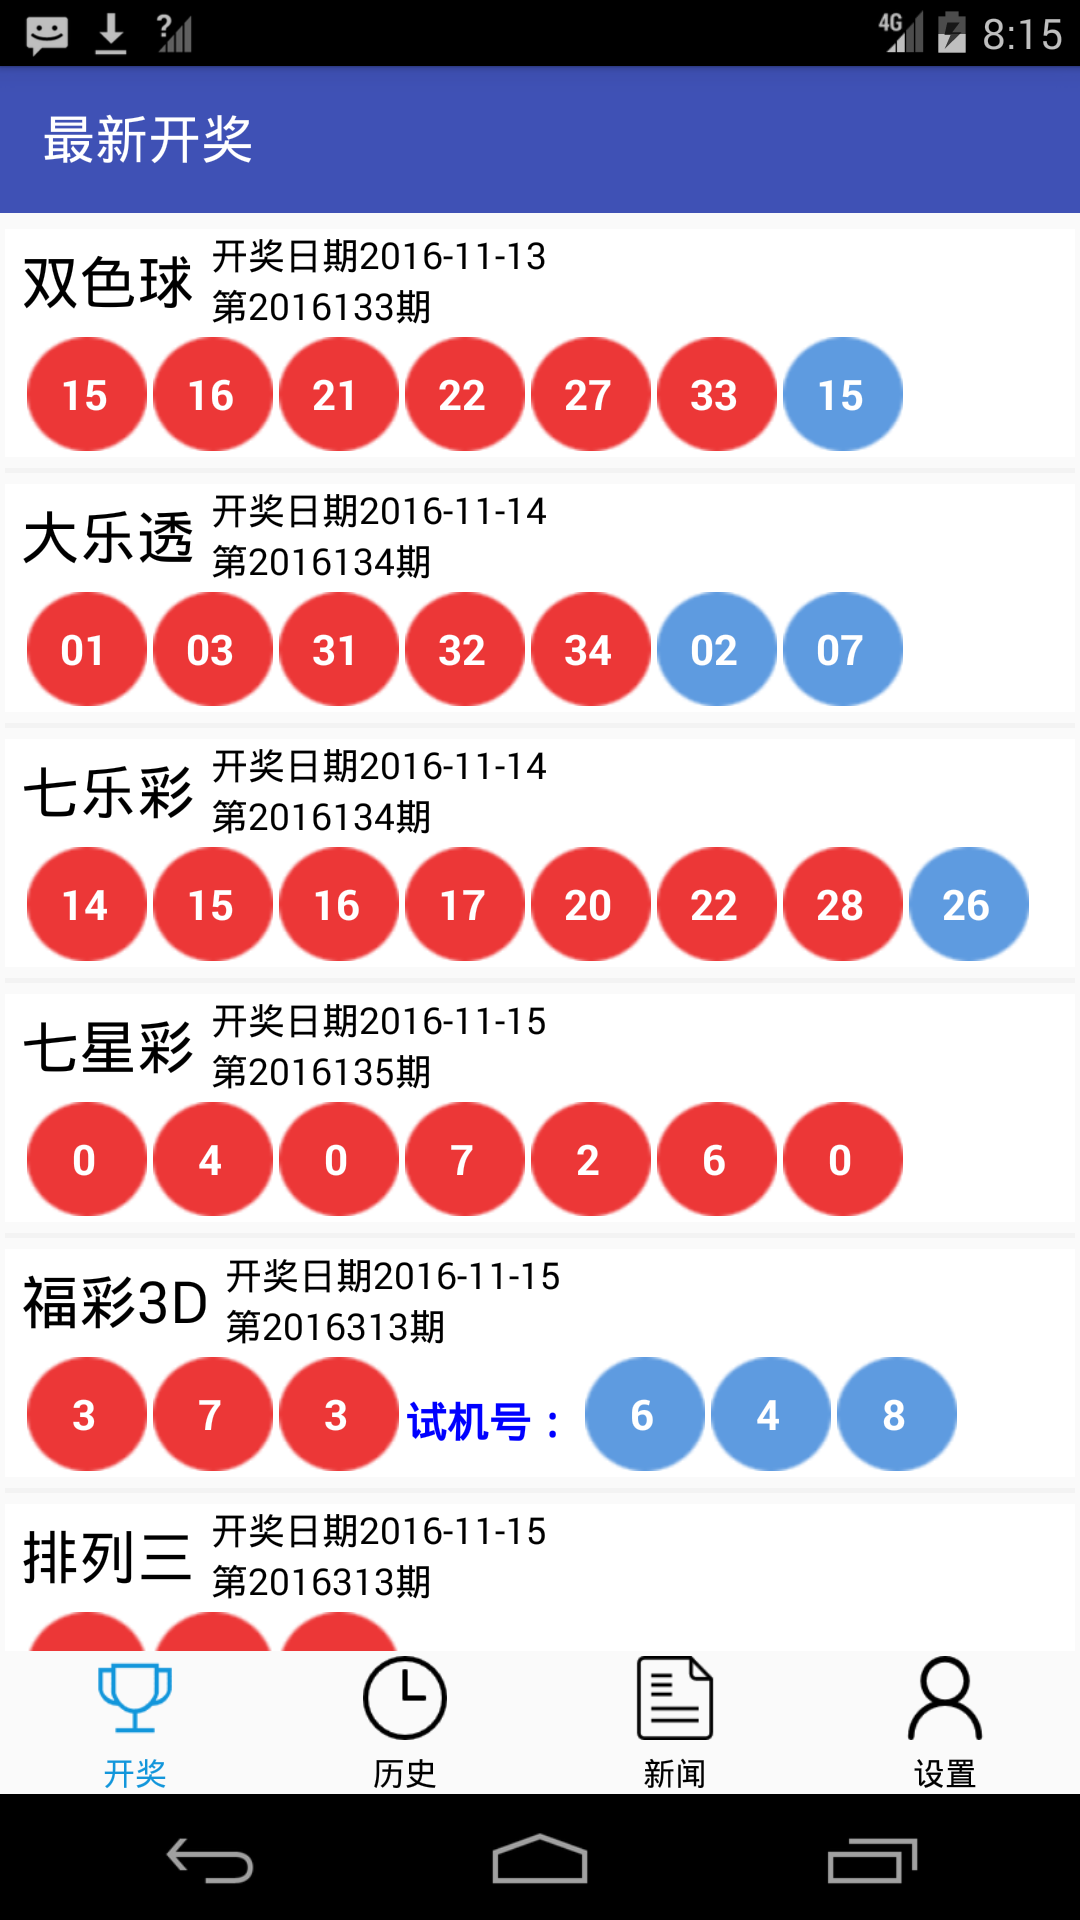 4G 8:15
最新开奖
双色球 开奖日期2016-11-13
第2016133期
15 16 21 22 27 33 15
大乐透 开奖日期2016-11-14
第2016134期
01 03 31 32 34 02 07
七乐彩 开奖日期2016-11-14
第2016134期
14 15 16 17 20 22 28 26
七星彩 开奖日期2016-11-15
第2016135期
0 4 0 7 2 6 0
福彩3D 开奖日期2016-11-15
第2016313期
3 7 3 试机号： 6 4 8
排列三 开奖日期2016-11-15
第2016313期
开奖 历史 新闻 设置